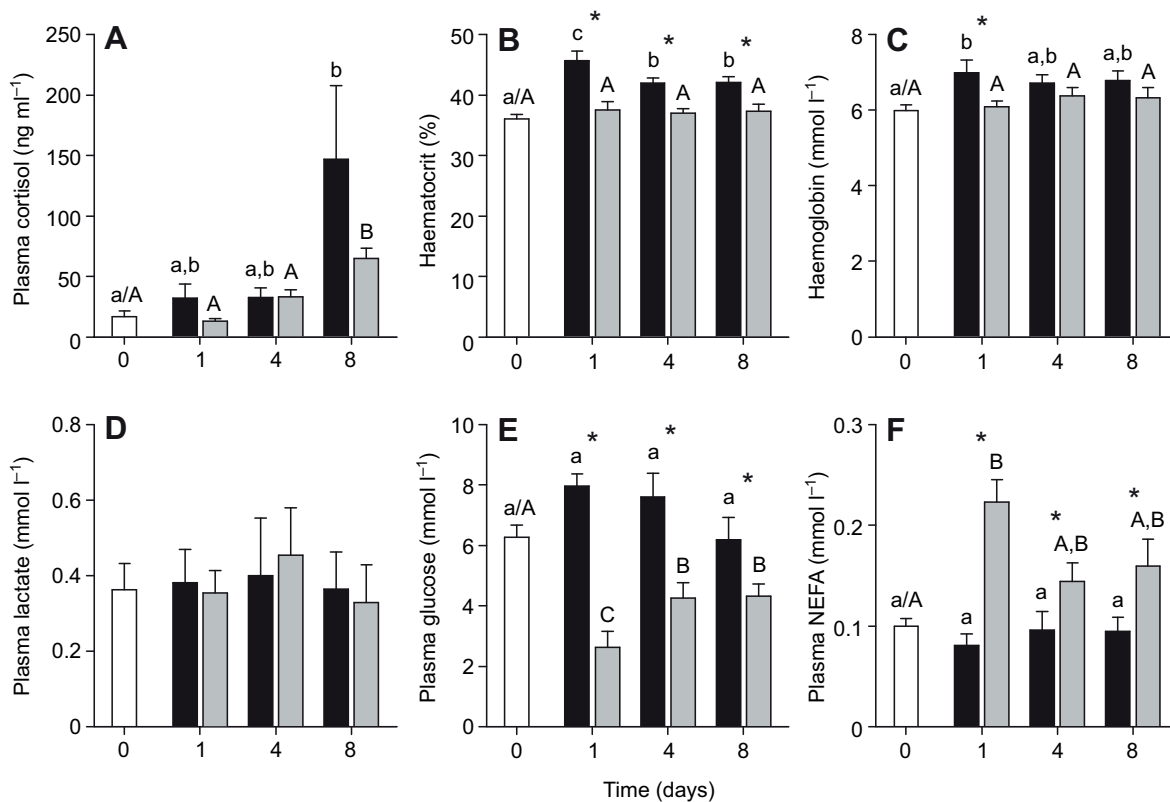 A
Plasma cortisol (ng ml–1)
250
200
150
100
50
0
a/A
a,b
A
a,b
A
b
B
0 1 4 8
B
Haematocrit (%)
50
40
30
20
10
0
a/A
c
*
A
b
*
A
b
*
A
0 1 4 8
C
Haemoglobin (mmol l–1)
8
6
4
2
0
a/A
b
*
A
a,b
A
a,b
A
0 1 4 8
D
Plasma lactate (mmol l–1)
0.8
0.6
0.4
0.2
0
0 1 4 8
E
Plasma glucose (mmol l–1)
10
8
6
4
2
0
a/A
a
*
C
a
*
B
a
*
B
0 1 4 8
F
Plasma NEFA (mmol l–1)
0.3
0.2
0.1
0
a/A
a
*
B
a
*
A,B
a
*
A,B
0 1 4 8
Time (days)